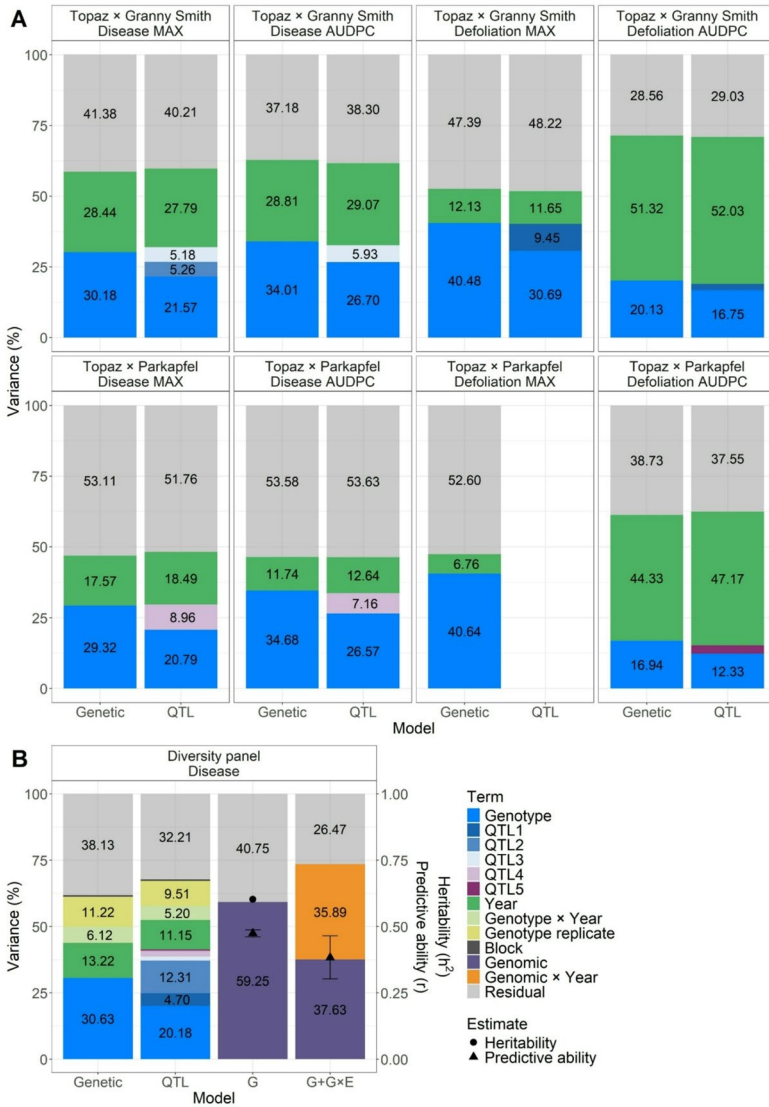 A
Topaz × Granny Smith
Disease MAX
Topaz × Granny Smith
Disease AUDPC
Topaz × Granny Smith
Defoliation MAX
Topaz × Granny Smith
Defoliation AUDPC
100
75
50
25
0
41.38
28.44
30.18
40.21
27.79
5.18
5.26
21.57
37.18
28.81
34.01
38.30
29.07
5.93
26.70
47.39
12.13
40.48
48.22
11.65
9.45
30.69
28.56
51.32
20.13
29.03
52.03
16.75
Variance (%)
Topaz × Parkapfel
Disease MAX
Topaz × Parkapfel
Disease AUDPC
Topaz × Parkapfel
Defoliation MAX
Topaz × Parkapfel
Defoliation AUDPC
100
75
50
25
0
53.11
17.57
29.32
51.76
18.49
8.96
20.79
53.58
11.74
34.68
53.63
12.64
7.16
26.57
52.60
6.76
40.64
38.73
44.33
16.94
37.55
47.17
12.33
Genetic QTL
Genetic QTL
Genetic QTL
Genetic QTL
Model
B
Diversity panel
Disease
Variance (%)
100
75
50
25
0
38.13
11.22
6.12
13.22
30.63
32.21
9.51
5.20
11.15
12.31
4.70
20.18
40.75
59.25
26.47
35.89
37.63
1.00
0.75
0.50
0.25
0.00
Predictive ability (r)
Heritability (h²)
Genetic QTL G G+G×E
Model
Term
Genotype
QTL1
QTL2
QTL3
QTL4
QTL5
Year
Genotype × Year
Genotype replicate
Block
Genomic
Genomic × Year
Residual
Estimate
Heritability
Predictive ability